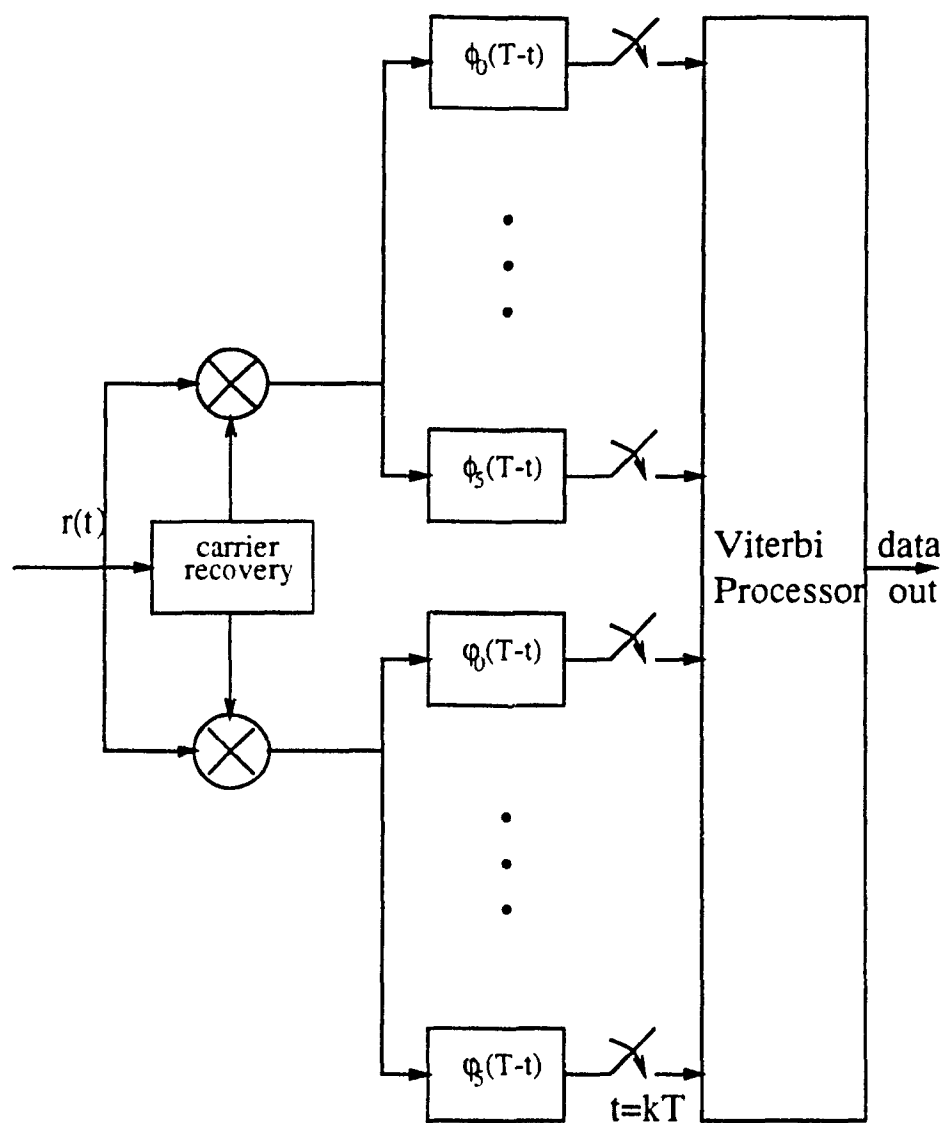 ϕ₀(T-t)
ϕ₅(T-t)
r(t)
carrier
recovery
Viterbi
Processor
data
out
φ₀(T-t)
φ₅(T-t)
t=kT